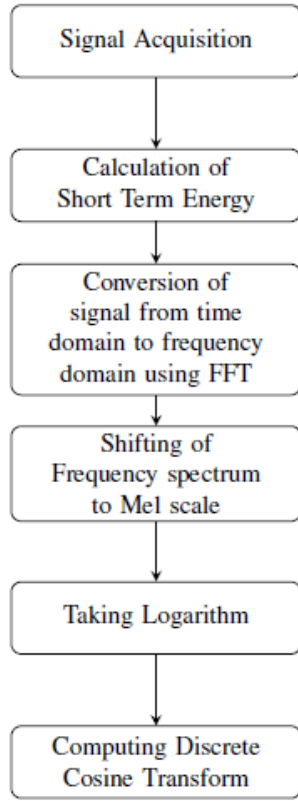 Signal Acquisition
Calculation of
Short Term Energy
Conversion of
signal from time
domain to frequency
domain using FFT
Shifting of
Frequency spectrum
to Mel scale
Taking Logarithm
Computing Discrete
Cosine Transform